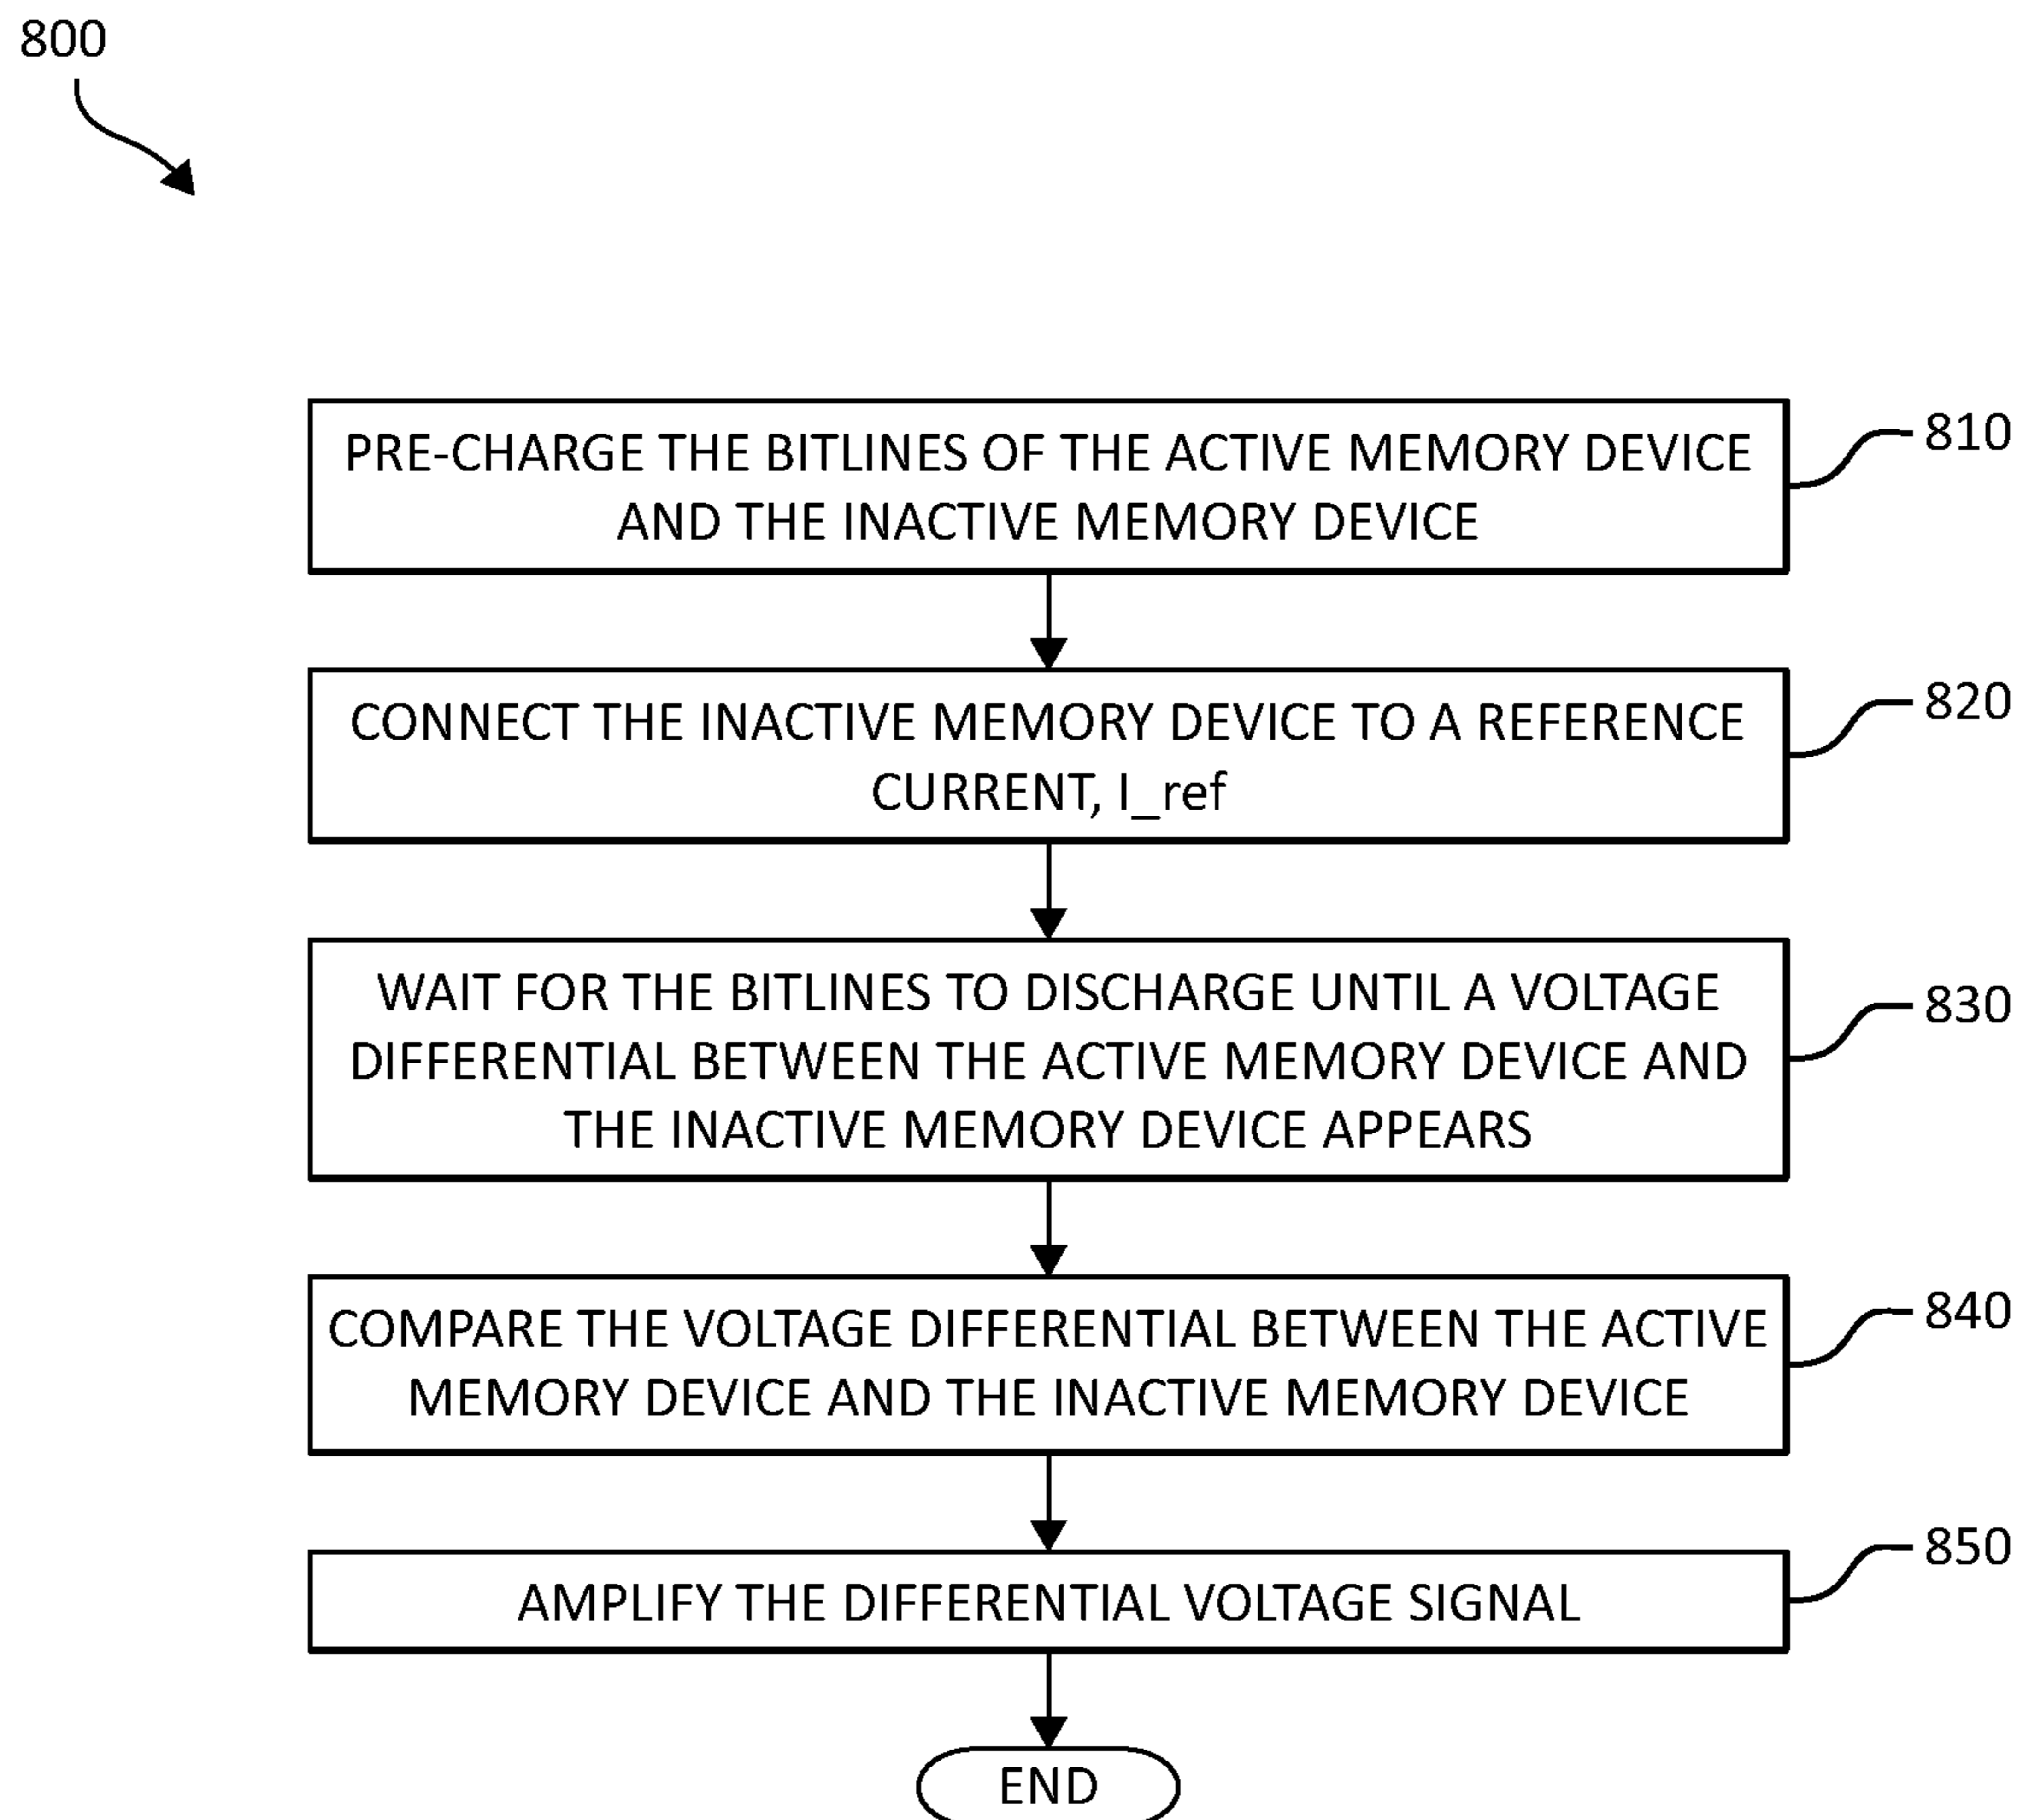 800
PRE-CHARGE THE BITLINES OF THE ACTIVE MEMORY DEVICE
AND THE INACTIVE MEMORY DEVICE
810
CONNECT THE INACTIVE MEMORY DEVICE TO A REFERENCE
CURRENT, I_ref
820
WAIT FOR THE BITLINES TO DISCHARGE UNTIL A VOLTAGE
DIFFERENTIAL BETWEEN THE ACTIVE MEMORY DEVICE AND
THE INACTIVE MEMORY DEVICE APPEARS
830
COMPARE THE VOLTAGE DIFFERENTIAL BETWEEN THE ACTIVE
MEMORY DEVICE AND THE INACTIVE MEMORY DEVICE
840
AMPLIFY THE DIFFERENTIAL VOLTAGE SIGNAL
850
END